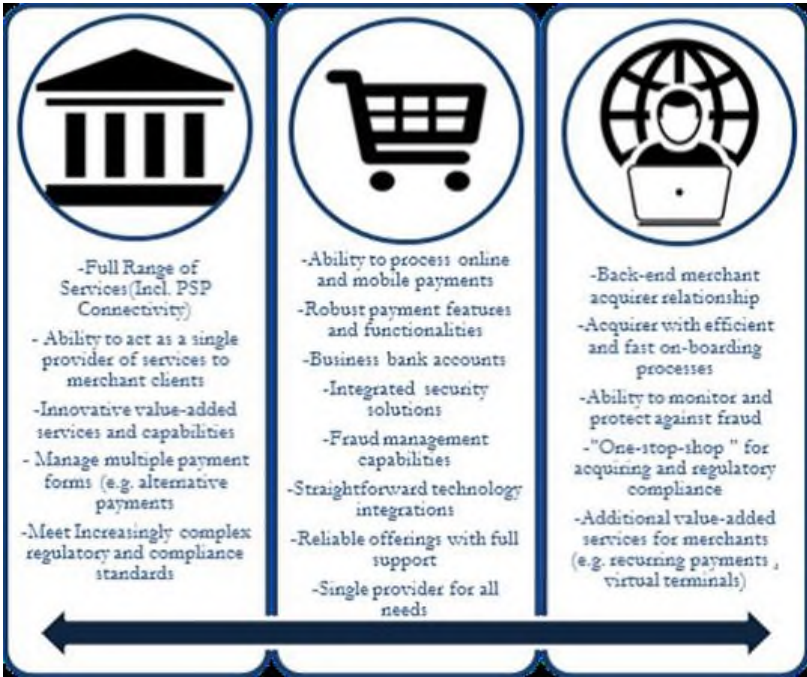 -Full Range of
Services(Incl. PSP
Connectivity)
- Ability to act as a single
provider of services to
merchant clients
-Innovative value-added
services and capabilities
- Manage multiple payment
forms (e.g. alternative
payments
-Meet Increasingly complex
regulatory and compliance
standards
-Ability to process online
and mobile payments
-Robust payment features
and functionalities
-Business bank accounts
-Integrated security
solutions
-Fraud management
capabilities
-Straightforward technology
integrations
-Reliable offerings with full
support
-Single provider for all
needs
-Back-end merchant
acquirer relationship
-Acquirer with efficient
and fast on-boarding
processes
-Ability to monitor and
protect against fraud
-"One-stop-shop " for
acquiring and regulatory
compliance
-Additional value-added
services for merchants
(e.g. recurring payments ,
virtual terminals)